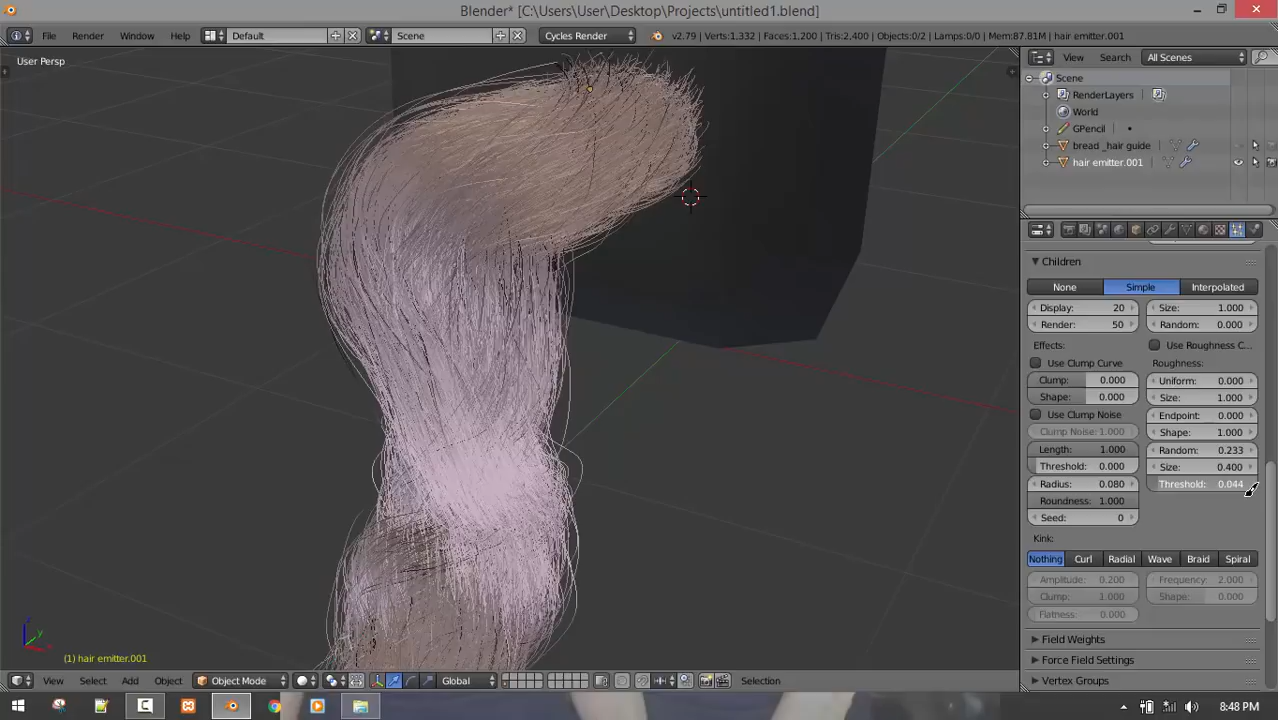 Blender* [C:\Users\User\Desktop\Projects\untitled1.blend]
File Render Window Help Default Scene Cycles Render v2.79 | Verts:1,332 | Faces:1,200 | Tris:2,400 | Objects:0/2 | Lamps:0/0 | Mem:87.81M | hair emitter.001
User Persp
View Search All Scenes
Scene
RenderLayers
World
GPencil
bread _hair guide
hair emitter.001
Children
None Simple Interpolated
Display: 20 Size: 1.000
Render: 50 Random: 0.000
Effects: Use Roughness C...
Use Clump Curve Roughness:
Clump: 0.000 Uniform: 0.000
Shape: 0.000 Size: 1.000
Use Clump Noise Endpoint: 0.000
Clump Noise: 1.000 Shape: 1.000
Length: 1.000 Random: 0.233
Threshold: 0.000 Size: 0.400
Radius: 0.080 Threshold: 0.044
Roundness: 1.000
Seed: 0
Kink:
Nothing Curl Radial Wave Braid Spiral
Amplitude: 0.200 Frequency: 2.000
Clump: 1.000 Shape: 0.000
Flatness: 0.000
Field Weights
Force Field Settings
Vertex Groups
z y x
(1) hair emitter.001
View Select Add Object Object Mode Global Selection
8:48 PM